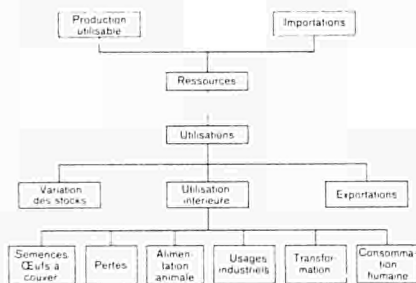 Production
utilisable
Importations
Ressources
Utilisations
Variation
des stocks
Utilisation
intérieure
Exportations
Semences
Œufs à
couver
Pertes
Alimen-
tation
animale
Usages
industriels
Transfor-
mation
Consomma-
tion
humaine